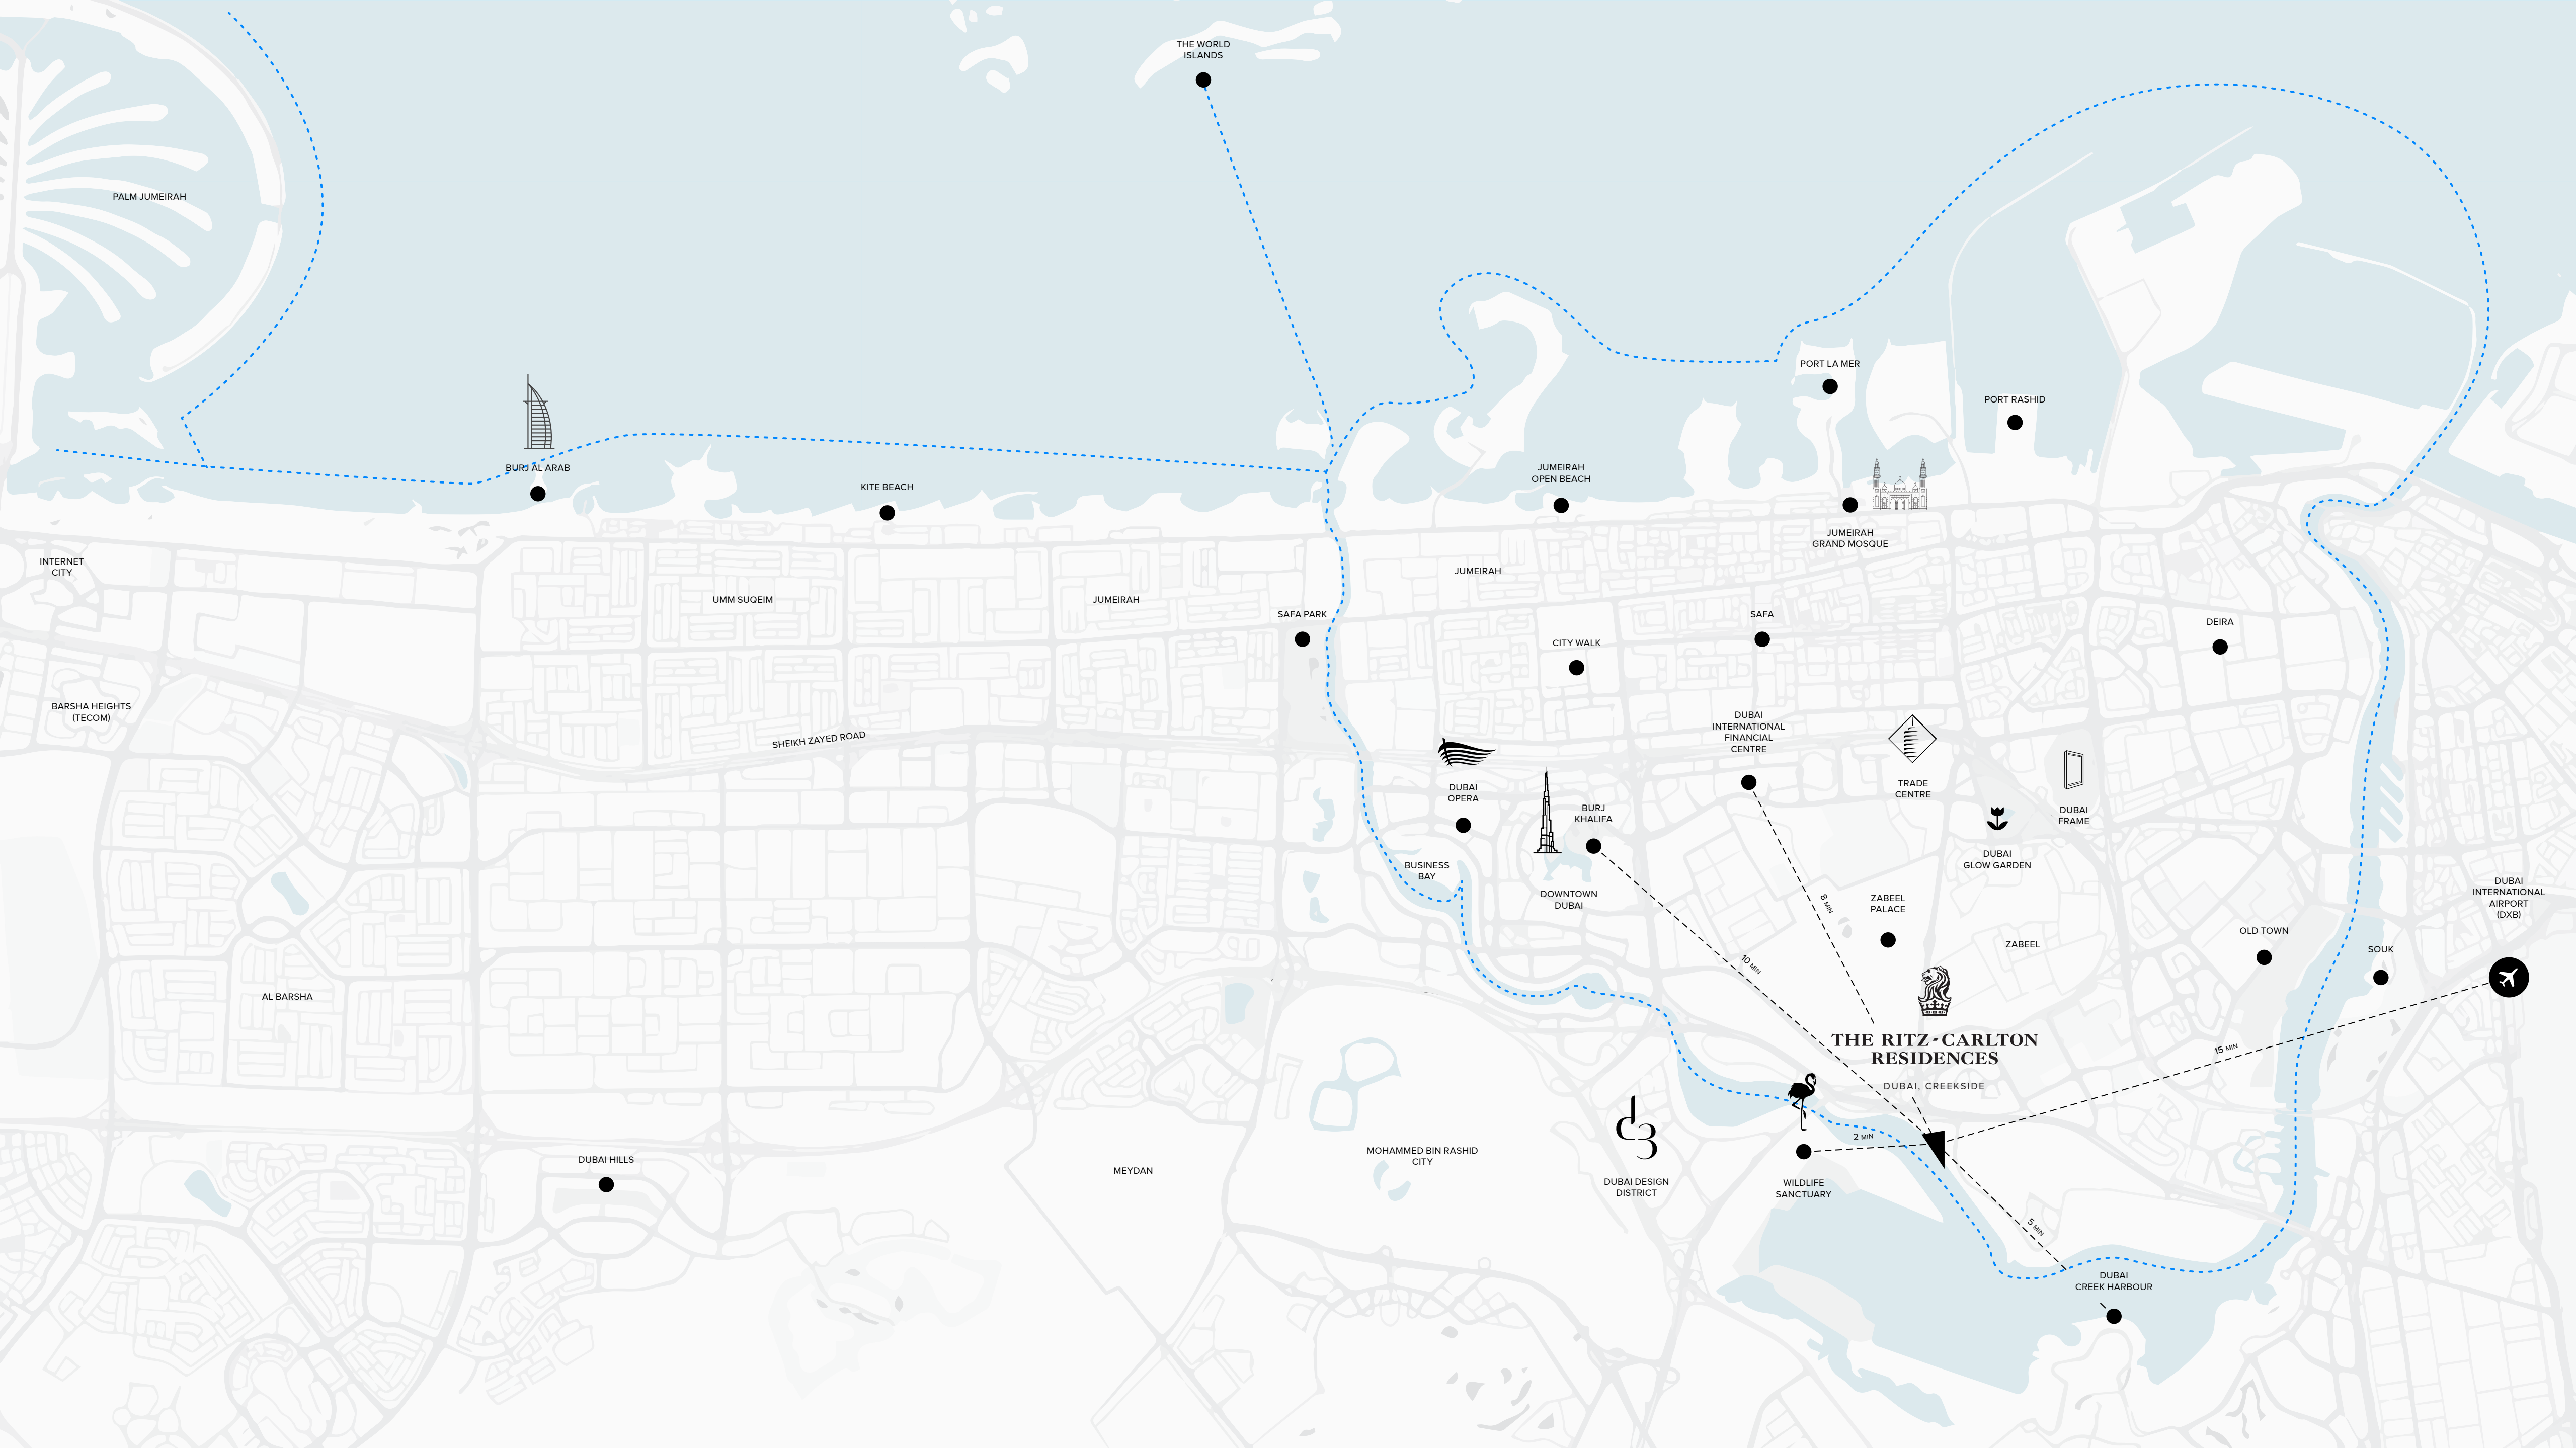 THE WORLD
ISLANDS
PALM JUMEIRAH
PORT LA MER
PORT RASHID
BURJ AL ARAB
KITE BEACH
JUMEIRAH
OPEN BEACH
JUMEIRAH
GRAND MOSQUE
INTERNET
CITY
UMM SUQEIM
JUMEIRAH
JUMEIRAH
SAFA PARK
SAFA
DEIRA
CITY WALK
BARSHA HEIGHTS
(TECOM)
SHEIKH ZAYED ROAD
DUBAI
INTERNATIONAL
FINANCIAL
CENTRE
DUBAI
OPERA
BURJ
KHALIFA
TRADE
CENTRE
DUBAI
FRAME
DUBAI
GLOW GARDEN
BUSINESS
BAY
DOWNTOWN
DUBAI
8 MIN
ZABEEL
PALACE
DUBAI
INTERNATIONAL
AIRPORT
(DXB)
OLD TOWN
ZABEEL
SOUK
10 MIN
AL BARSHA
THE RITZ-CARLTON
RESIDENCES
DUBAI, CREEKSIDE
15 MIN
d3
2 MIN
DUBAI HILLS
MEYDAN
MOHAMMED BIN RASHID
CITY
DUBAI DESIGN
DISTRICT
WILDLIFE
SANCTUARY
5 MIN
DUBAI
CREEK HARBOUR